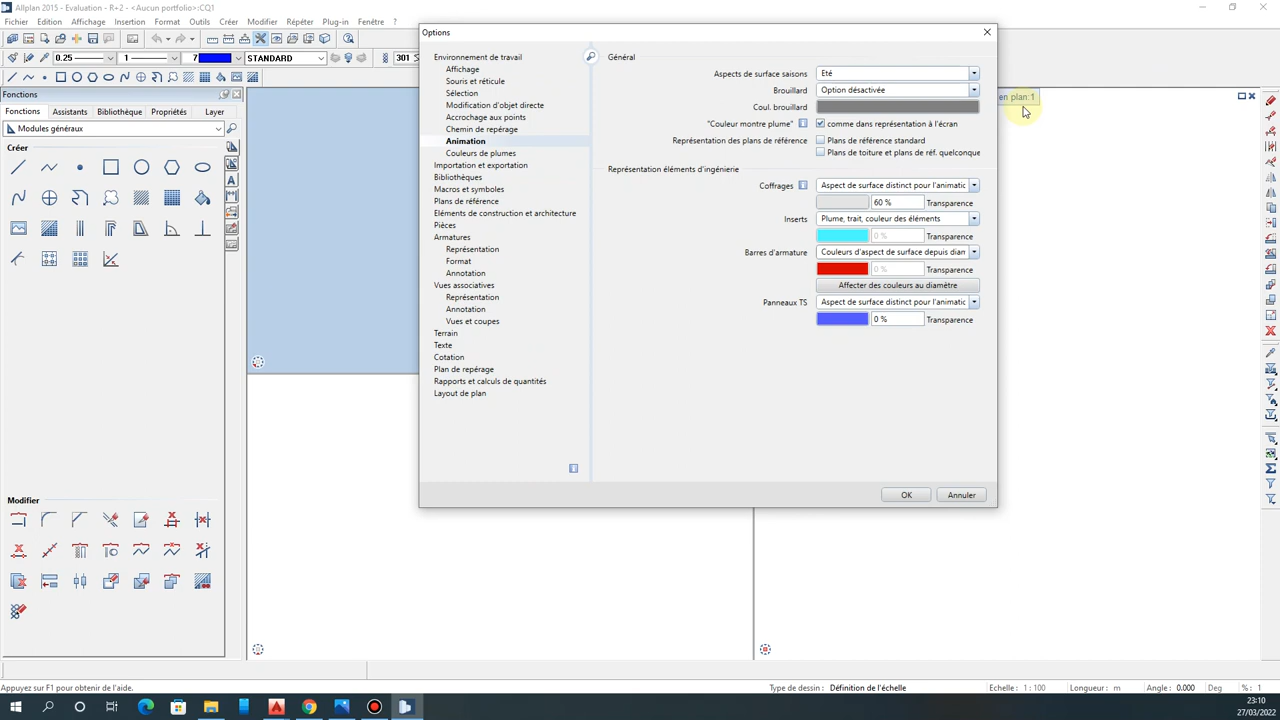 Allplan 2015 - Evaluation - R+2 - <Aucun portfolio>:CQ1
Fichier Edition Affichage Insertion Format Outils Créer Modifier Répéter Plug-in Fenêtre ?
0.25 1 7 STANDARD 301
Fonctions
Fonctions Assistants Bibliothèque Propriétés Layer
Modules généraux
Créer
Modifier
Options
Environnement de travail
Affichage
Souris et réticule
Sélection
Modification d'objet directe
Accrochage aux points
Chemin de repérage
Animation
Couleurs de plumes
Importation et exportation
Bibliothèques
Macros et symboles
Plans de référence
Eléments de construction et architecture
Pièces
Armatures
Représentation
Format
Annotation
Vues associatives
Représentation
Annotation
Vues et coupes
Terrain
Texte
Cotation
Plan de repérage
Rapports et calculs de quantités
Layout de plan
Général
Aspects de surface saisons Eté
Brouillard Option désactivée
Coul. brouillard
"Couleur montre plume" comme dans représentation à l'écran
Représentation des plans de référence Plans de référence standard
Plans de toiture et plans de réf. quelconque
Représentation éléments d'ingénierie
Coffrages Aspect de surface distinct pour l'animatic
60 % Transparence
Inserts Plume, trait, couleur des éléments
0 % Transparence
Barres d'armature Couleurs d'aspect de surface depuis diam
0 % Transparence
Affecter des couleurs au diamètre
Panneaux TS Aspect de surface distinct pour l'animatic
0 % Transparence
OK Annuler
en plan:1
Appuyez sur F1 pour obtenir de l'aide.
Type de dessin : Définition de l'échelle Echelle : 1 : 100 Longueur : m Angle : 0.000 Deg % : 1
23:10
27/03/2022